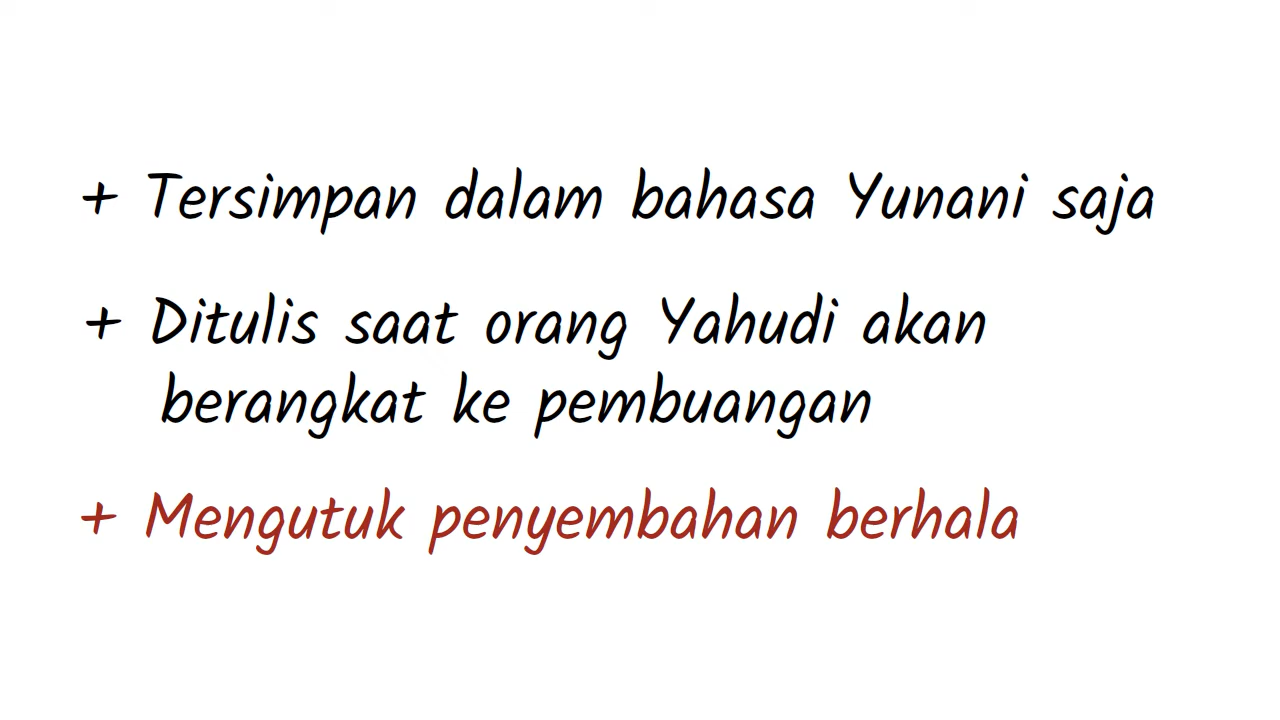 + Tersimpan dalam bahasa Yunani saja
+ Ditulis saat orang Yahudi akan
berangkat ke pembuangan
+ Mengutuk penyembahan berhala